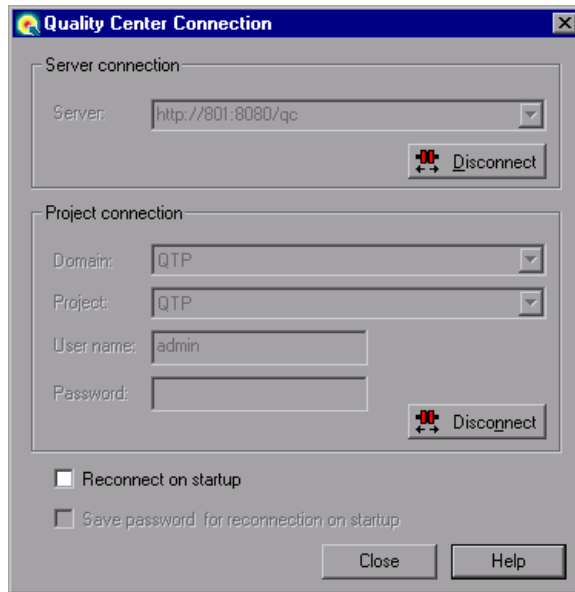 Quality Center Connection
Server connection
Server: http://801:8080/qc
Disconnect
Project connection
Domain: QTP
Project: QTP
User name: admin
Password:
Disconnect
Reconnect on startup
Save password for reconnection on startup
Close Help